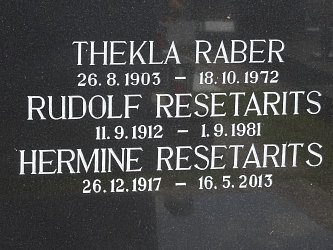 THEKLA RABER
26.8.1903 – 18.10.1972
RUDOLF RESETARITS
11.9.1912 – 1.9.1981
HERMINE RESETARITS
26.12.1917 – 16.5.2013